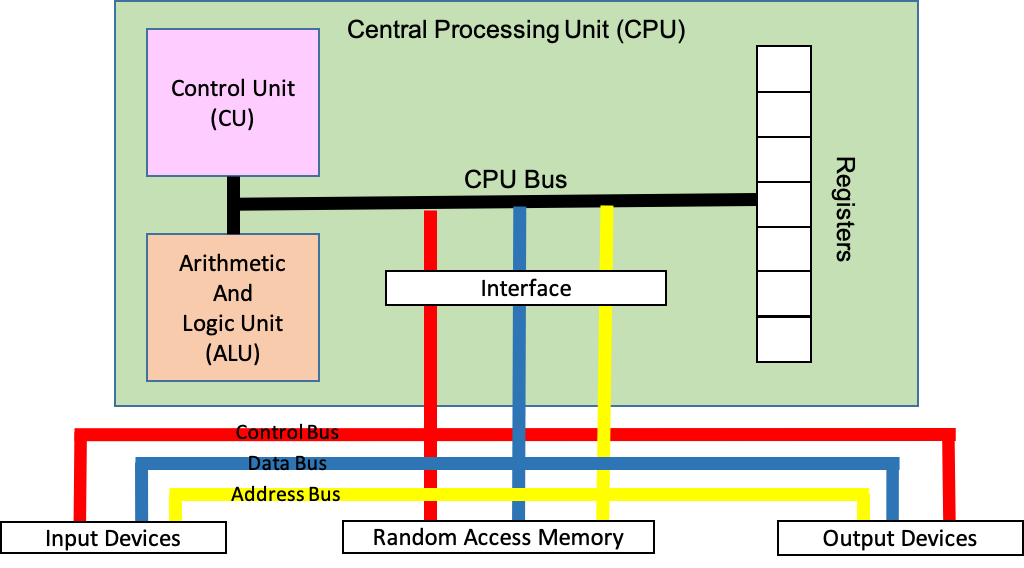 Central Processing Unit (CPU)
Control Unit
(CU)
CPU Bus
Registers
Arithmetic
And
Logic Unit
(ALU)
Interface
Control Bus
Data Bus
Address Bus
Input Devices
Random Access Memory
Output Devices